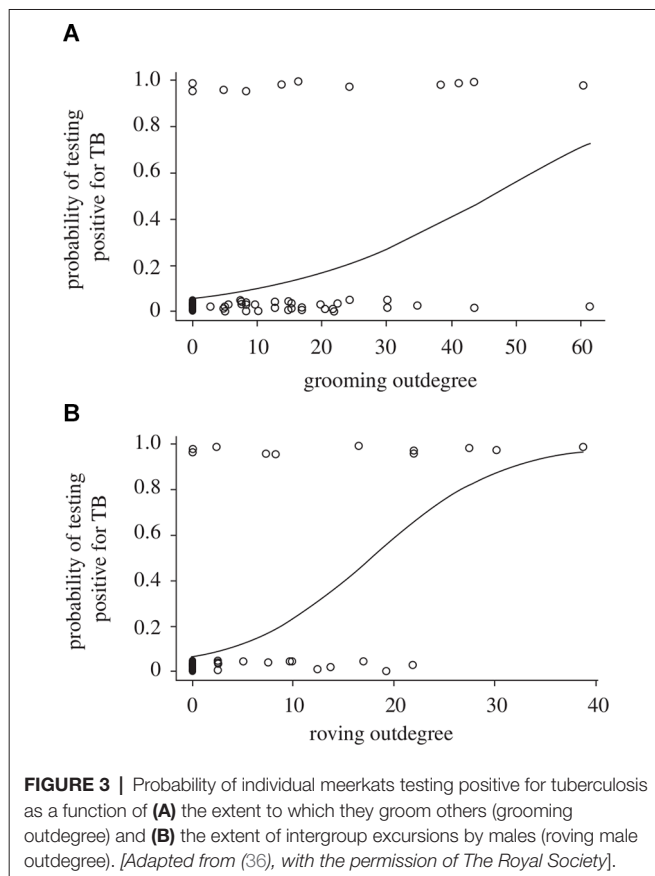 A
probability of testing
positive for TB
1.0
0.8
0.6
0.4
0.2
0
0 10 20 30 40 50 60
grooming outdegree
B
probability of testing
positive for TB
1.0
0.8
0.6
0.4
0.2
0
0 10 20 30 40
roving outdegree
FIGURE 3 | Probability of individual meerkats testing positive for tuberculosis
as a function of (A) the extent to which they groom others (grooming
outdegree) and (B) the extent of intergroup excursions by males (roving male
outdegree). [Adapted from (36), with the permission of The Royal Society].